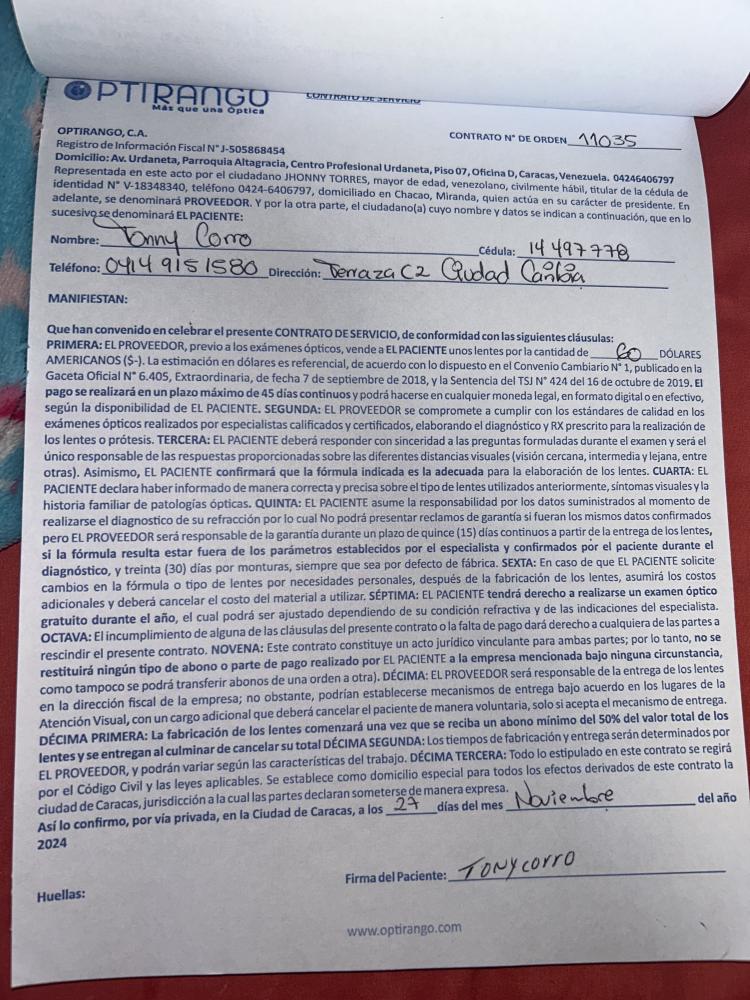 OPTIRANGO
Más que una Óptica
CONTRATO DE SERVICIO
OPTIRANGO, C.A.
CONTRATO N° DE ORDEN 11035
Registro de Información Fiscal N° J-505868454
Domicilio: Av. Urdaneta, Parroquia Altagracia, Centro Profesional Urdaneta, Piso 07, Oficina D, Caracas, Venezuela. 04246406797
Representada en este acto por el ciudadano JHONNY TORRES, mayor de edad, venezolano, civilmente hábil, titular de la cédula de
identidad N° V-18348340, teléfono 0424-6406797, domiciliado en Chacao, Miranda, quien actúa en su carácter de presidente. En
adelante, se denominará PROVEEDOR. Y por la otra parte, el ciudadano(a) cuyo nombre y datos se indican a continuación, que en lo
sucesivo se denominará EL PACIENTE:
Nombre: Tonny Corro Cédula: 14 497 778
Teléfono: 0414 915 1580 Dirección: Terraza C2 Ciudad
MANIFIESTAN:
Que han convenido en celebrar el presente CONTRATO DE SERVICIO, de conformidad con las siguientes cláusulas:
PRIMERA: EL PROVEEDOR, previo a los exámenes ópticos, vende a EL PACIENTE unos lentes por la cantidad de 60 DÓLARES
AMERICANOS ($-). La estimación en dólares es referencial, de acuerdo con lo dispuesto en el Convenio Cambiario N° 1, publicado en la
Gaceta Oficial N° 6.405, Extraordinaria, de fecha 7 de septiembre de 2018, y la Sentencia del TSJ N° 424 del 16 de octubre de 2019. El
pago se realizará en un plazo máximo de 45 días continuos y podrá hacerse en cualquier moneda legal, en formato digital o en efectivo,
según la disponibilidad de EL PACIENTE. SEGUNDA: EL PROVEEDOR se compromete a cumplir con los estándares de calidad en los
exámenes ópticos realizados por especialistas calificados y certificados, elaborando el diagnóstico y RX prescrito para la realización de
los lentes o prótesis. TERCERA: EL PACIENTE deberá responder con sinceridad a las preguntas formuladas durante el examen y será el
único responsable de las respuestas proporcionadas sobre las diferentes distancias visuales (visión cercana, intermedia y lejana, entre
otras). Asimismo, EL PACIENTE confirmará que la fórmula indicada es la adecuada para la elaboración de los lentes. CUARTA: EL
PACIENTE declara haber informado de manera correcta y precisa sobre el tipo de lentes utilizados anteriormente, síntomas visuales y la
historia familiar de patologías ópticas. QUINTA: EL PACIENTE asume la responsabilidad por los datos suministrados al momento de
realizarse el diagnostico de su refracción por lo cual No podrá presentar reclamos de garantía si fueran los mismos datos confirmados
pero EL PROVEEDOR será responsable de la garantía durante un plazo de quince (15) días continuos a partir de la entrega de los lentes,
si la fórmula resulta estar fuera de los parámetros establecidos por el especialista y confirmados por el paciente durante el
diagnóstico, y treinta (30) días por monturas, siempre que sea por defecto de fábrica. SEXTA: En caso de que EL PACIENTE solicite
cambios en la fórmula o tipo de lentes por necesidades personales, después de la fabricación de los lentes, asumirá los costos
adicionales y deberá cancelar el costo del material a utilizar. SÉPTIMA: EL PACIENTE tendrá derecho a realizarse un examen óptico
gratuito durante el año, el cual podrá ser ajustado dependiendo de su condición refractiva y de las indicaciones del especialista.
OCTAVA: El incumplimiento de alguna de las cláusulas del presente contrato o la falta de pago dará derecho a cualquiera de las partes a
rescindir el presente contrato. NOVENA: Este contrato constituye un acto jurídico vinculante para ambas partes; por lo tanto, no se
restituirá ningún tipo de abono o parte de pago realizado por EL PACIENTE a la empresa mencionada bajo ninguna circunstancia,
como tampoco se podrá transferir abonos de una orden a otra). DÉCIMA: EL PROVEEDOR será responsable de la entrega de los lentes
en la dirección fiscal de la empresa; no obstante, podrían establecerse mecanismos de entrega bajo acuerdo en los lugares de la
Atención Visual, con un cargo adicional que deberá cancelar el paciente de manera voluntaria, solo si acepta el mecanismo de entrega.
DÉCIMA PRIMERA: La fabricación de los lentes comenzará una vez que se reciba un abono mínimo del 50% del valor total de los
lentes y se entregan al culminar de cancelar su total DÉCIMA SEGUNDA: Los tiempos de fabricación y entrega serán determinados por
EL PROVEEDOR, y podrán variar según las características del trabajo. DÉCIMA TERCERA: Todo lo estipulado en este contrato se regirá
por el Código Civil y las leyes aplicables. Se establece como domicilio especial para todos los efectos derivados de este contrato la
ciudad de Caracas, jurisdicción a la cual las partes declaran someterse de manera expresa.
Así lo confirmo, por vía privada, en la Ciudad de Caracas, a los 27 días del mes Noviembre del año
2024
Firma del Paciente: TONY CORRO
Huellas:
www.optirango.com